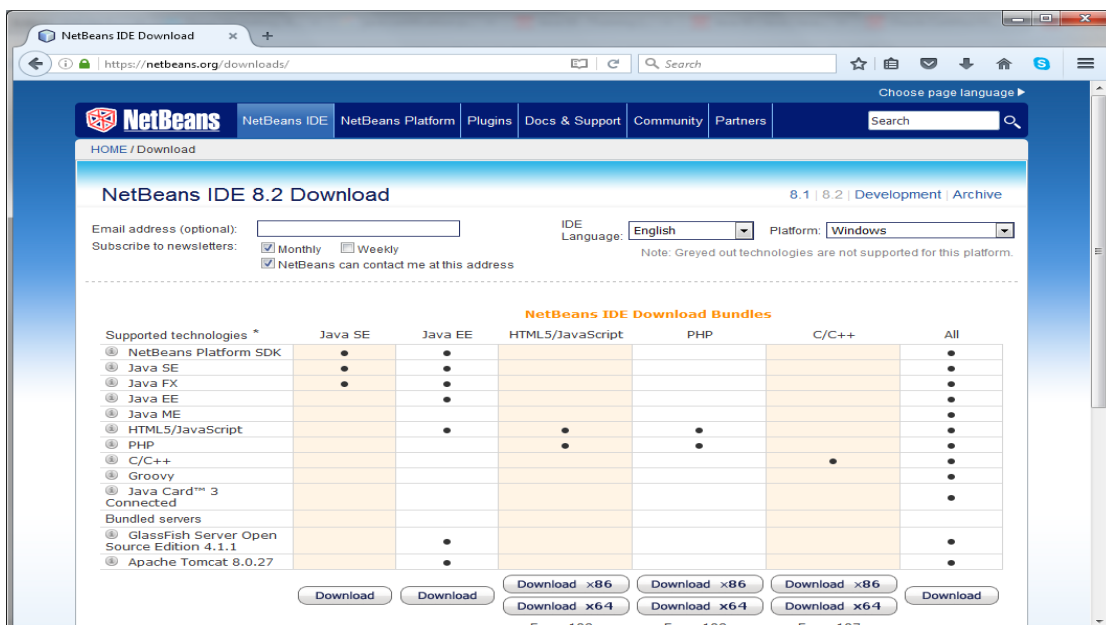 NetBeans IDE Download
https://netbeans.org/downloads/
Search
Choose page language
NetBeans
NetBeans IDE
NetBeans Platform
Plugins
Docs & Support
Community
Partners
Search
HOME / Download
NetBeans IDE 8.2 Download
8.1 | 8.2 | Development | Archive
Email address (optional):
IDE Language:
English
Platform:
Windows
Subscribe to newsletters:
Monthly
Weekly
Note: Greyed out technologies are not supported for this platform.
NetBeans can contact me at this address
NetBeans IDE Download Bundles
Supported technologies * Java SE Java EE HTML5/JavaScript PHP C/C++ All
NetBeans Platform SDK • • •
Java SE • • •
Java FX • • •
Java EE • •
Java ME •
HTML5/JavaScript • • • •
PHP • • •
C/C++ • •
Groovy •
Java Card™ 3
Connected •
Bundled servers
GlassFish Server Open
Source Edition 4.1.1 • •
Apache Tomcat 8.0.27 • •
Download Download Download x86 Download x86 Download x86 Download
Download x64 Download x64 Download x64